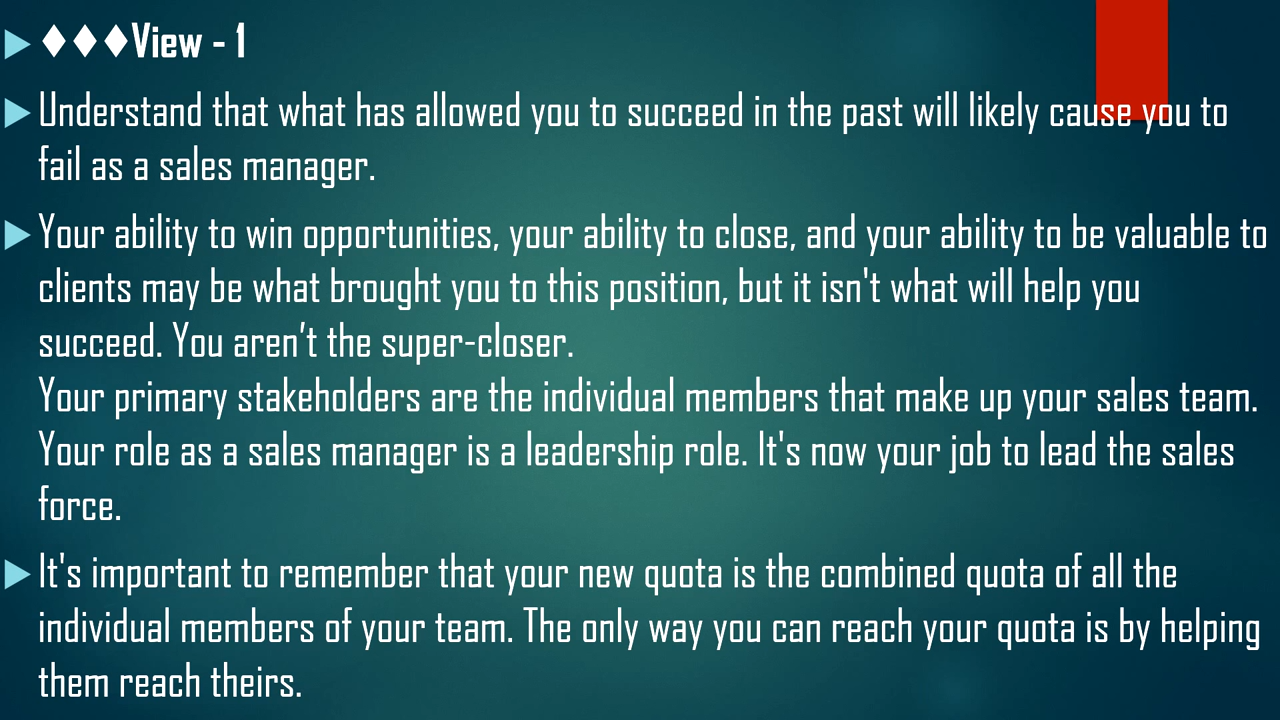 ♦♦♦View - 1
Understand that what has allowed you to succeed in the past will likely cause you to
fail as a sales manager.
Your ability to win opportunities, your ability to close, and your ability to be valuable to
clients may be what brought you to this position, but it isn't what will help you
succeed. You aren’t the super-closer.
Your primary stakeholders are the individual members that make up your sales team.
Your role as a sales manager is a leadership role. It's now your job to lead the sales
force.
It's important to remember that your new quota is the combined quota of all the
individual members of your team. The only way you can reach your quota is by helping
them reach theirs.